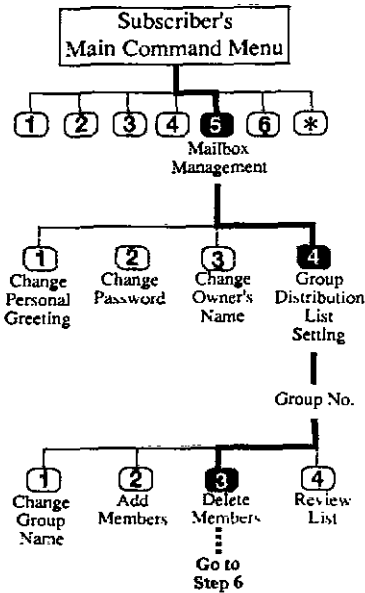 Subscriber's
Main Command Menu
1 2 3 4 5 6 *
Mailbox
Management
1 2 3 4
Change Change Change Group
Personal Password Owner's Distribution
Greeting Name List
Setting
Group No.
1 2 3 4
Change Add Delete Review
Group Members Members List
Name
Go to
Step 6